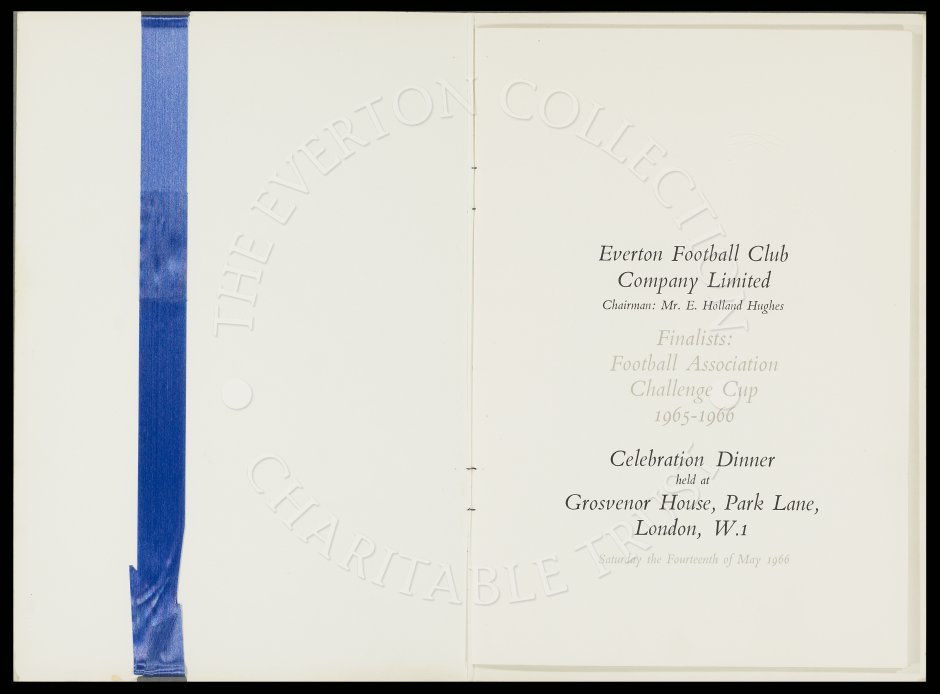 THE EVERTON COLLECTION
CHARITABLE TRUST
Everton Football Club
Company Limited
Chairman: Mr. E. Holland Hughes
Finalists:
Football Association
Challenge Cup
1965-1966
Celebration Dinner
held at
Grosvenor House, Park Lane,
London, W.1
Saturday the Fourteenth of May 1966